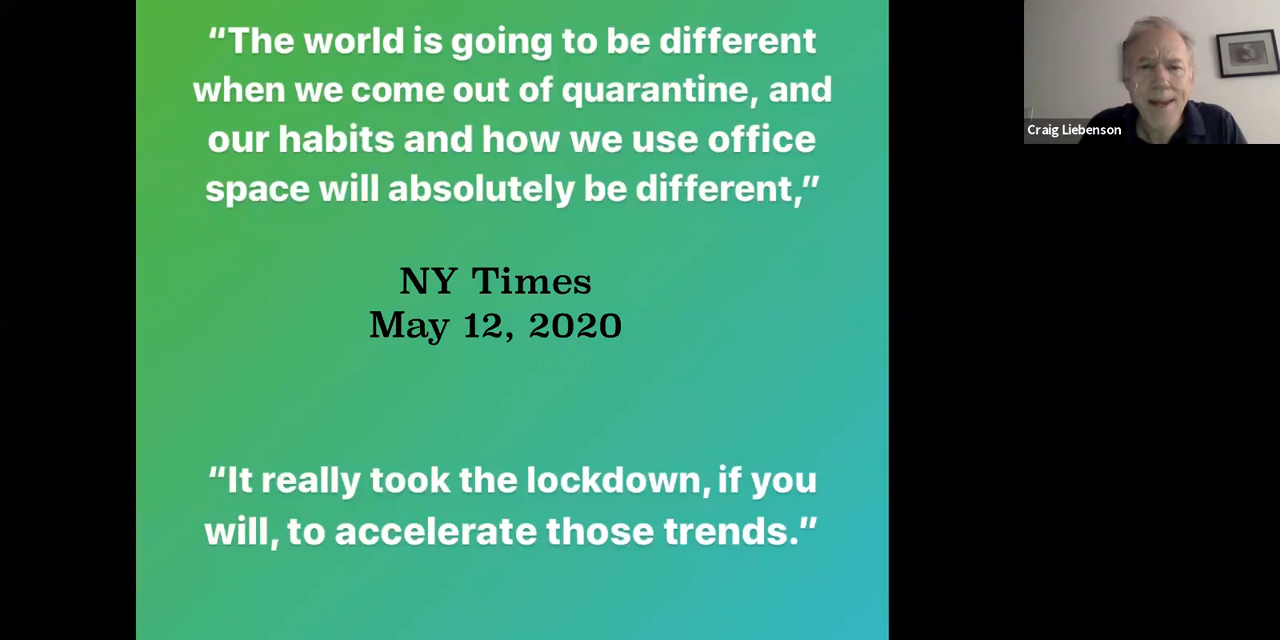 “The world is going to be different
when we come out of quarantine, and
our habits and how we use office
space will absolutely be different,”
NY Times
May 12, 2020
“It really took the lockdown, if you
will, to accelerate those trends.”
Craig Liebenson